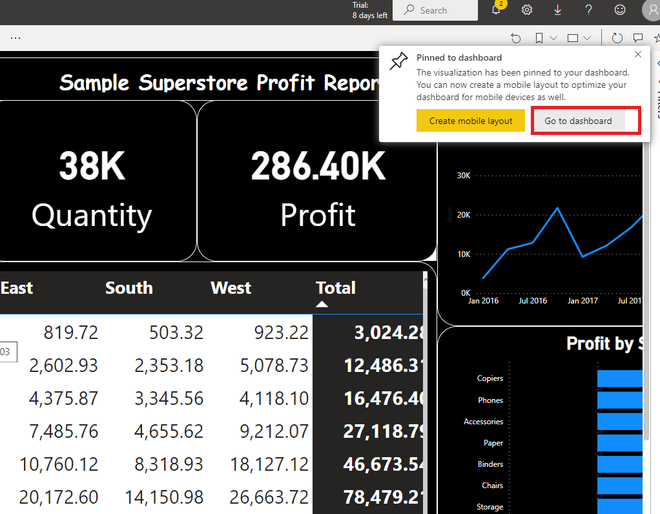 Trial:
8 days left
Search
2
...
Pinned to dashboard
The visualization has been pinned to your dashboard.
You can now create a mobile layout to optimize your
dashboard for mobile devices as well.
Create mobile layout
Go to dashboard
Sample Superstore Profit Repor
38K
Quantity
286.40K
Profit
30K
20K
10K
0K
Jan 2016
Jul 2016
Jan 2017
Jul 2017
East South West Total
819.72 503.32 923.22 3,024.28
03
2,602.93 2,353.18 5,078.73 12,486.31
4,375.87 3,345.56 4,118.10 16,476.40
7,485.76 4,655.62 9,212.07 27,118.79
10,760.12 8,318.93 18,127.12 46,673.54
20,172.60 14,150.98 26,663.72 78,479.21
Profit by S
Copiers
Phones
Accessories
Paper
Binders
Chairs
Storage